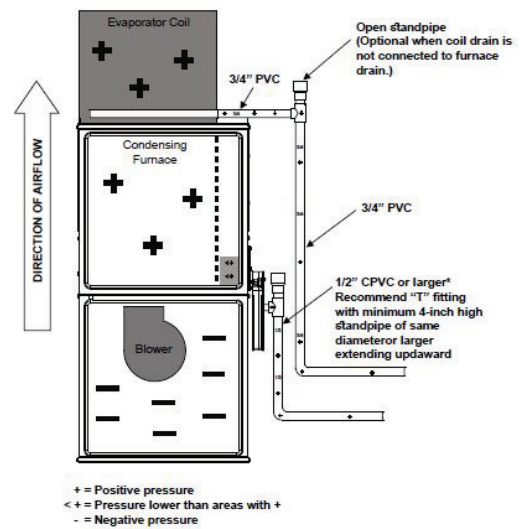 Evaporator Coil
Open standpipe
(Optional when coil drain is
not connected to furnace
drain.)
3/4" PVC
DIRECTION OF AIRFLOW
Condensing
Furnace
3/4" PVC
1/2" CPVC or larger*
Recommend "T" fitting
with minimum 4-inch high
standpipe of same
diameteror larger
extending updaward
Blower
+ = Positive pressure
< + = Pressure lower than areas with +
- = Negative pressure